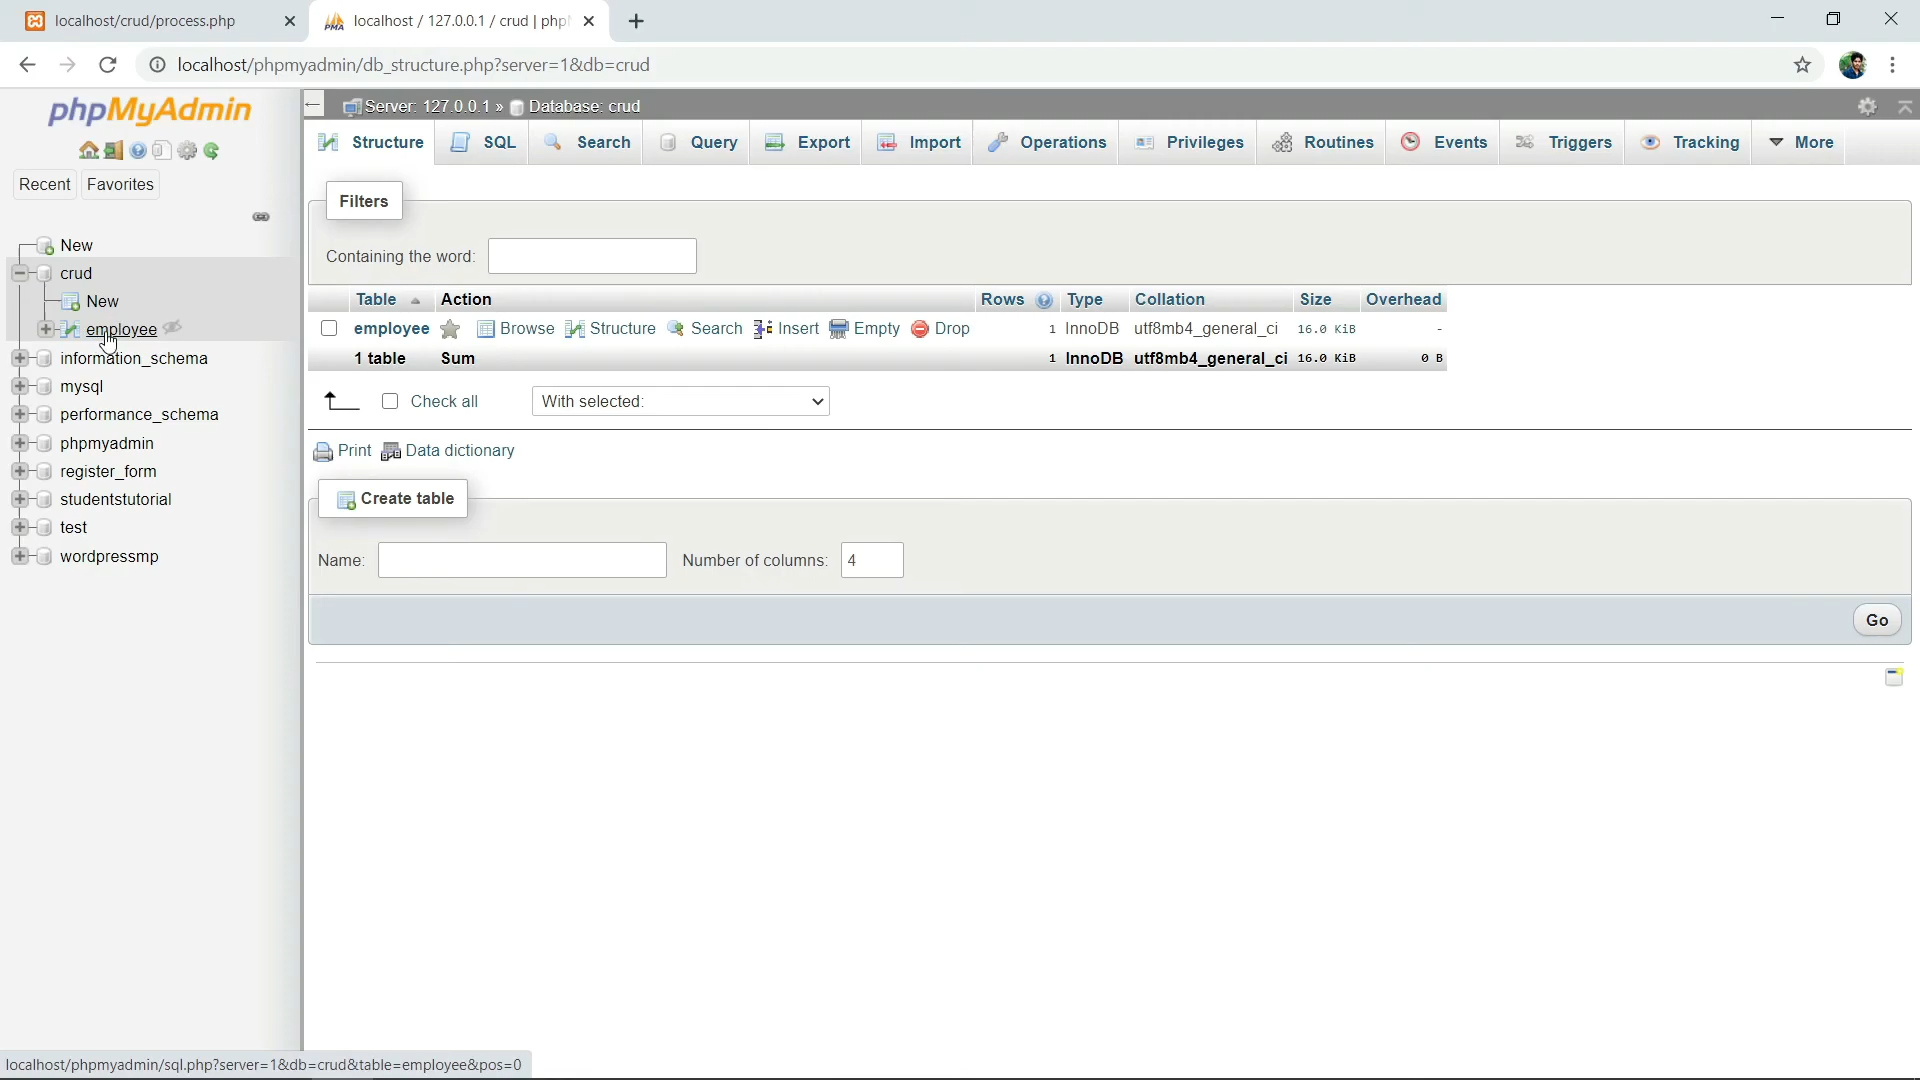 localhost/crud/process.php
localhost / 127.0.0.1 / crud | php
localhost/phpmyadmin/db_structure.php?server=1&db=crud
phpMyAdmin
Recent Favorites
New
crud
New
employee
information_schema
mysql
performance_schema
phpmyadmin
register_form
studentstutorial
test
wordpressmp
Server: 127.0.0.1 » Database: crud
Structure SQL Search Query Export Import Operations Privileges Routines Events Triggers Tracking More
Filters
Containing the word:
Table Action Rows Type Collation Size Overhead
employee Browse Structure Search Insert Empty Drop 1 InnoDB utf8mb4_general_ci 16.0 KiB -
1 table Sum 1 InnoDB utf8mb4_general_ci 16.0 KiB 0 B
Check all With selected:
Print Data dictionary
Create table
Name: Number of columns: 4
Go
localhost/phpmyadmin/sql.php?server=1&db=crud&table=employee&pos=0